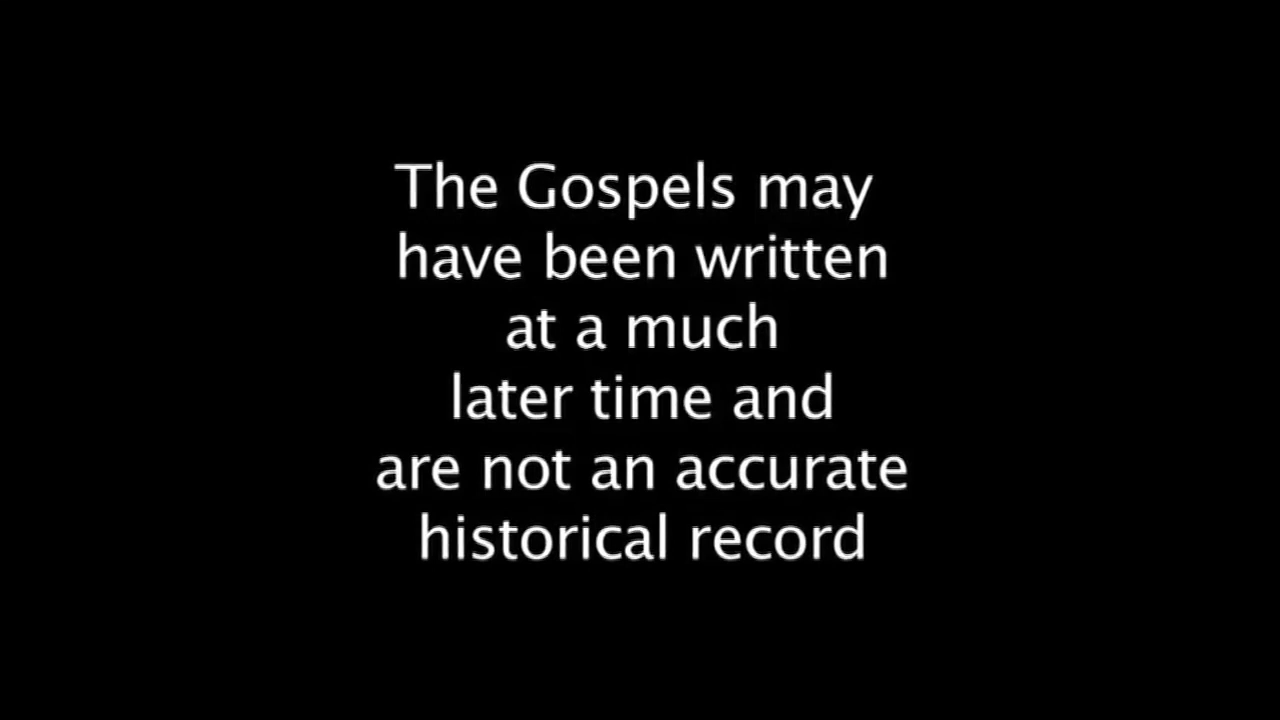 The Gospels may
have been written
at a much
later time and
are not an accurate
historical record